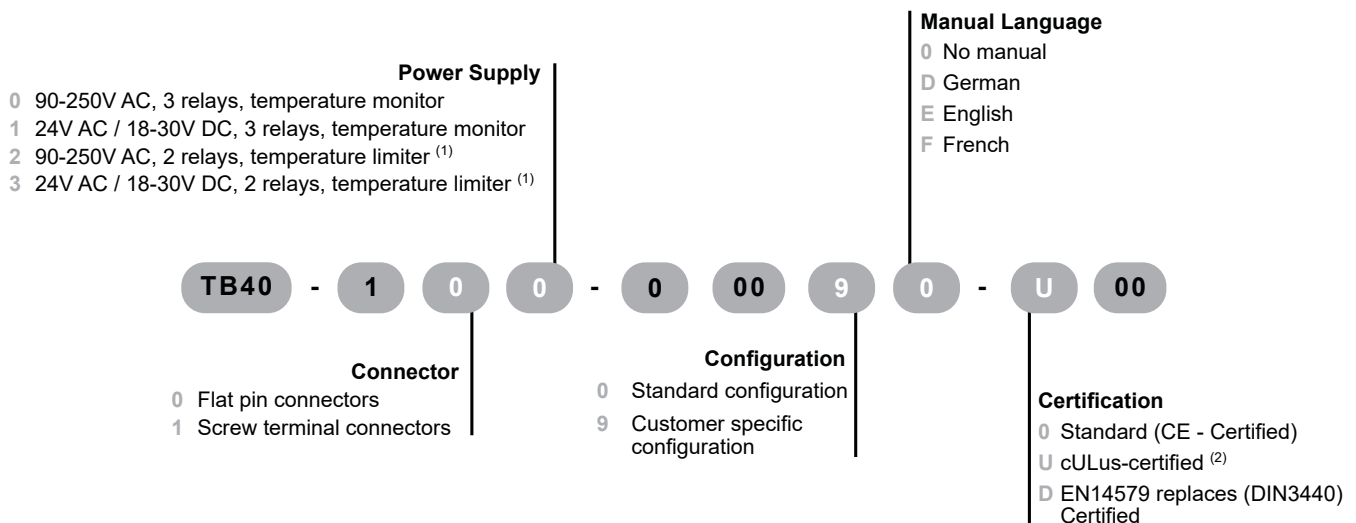 Manual Language
0 No manual
D German
E English
F French
Power Supply
0 90-250V AC, 3 relays, temperature monitor
1 24V AC / 18-30V DC, 3 relays, temperature monitor
2 90-250V AC, 2 relays, temperature limiter (1)
3 24V AC / 18-30V DC, 2 relays, temperature limiter (1)
TB40 - 1 0 0 - 0 00 9 0 - U 00
Connector
0 Flat pin connectors
1 Screw terminal connectors
Configuration
0 Standard configuration
9 Customer specific
configuration
Certification
0 Standard (CE - Certified)
U cULus-certified (2)
D EN14579 replaces (DIN3440)
Certified